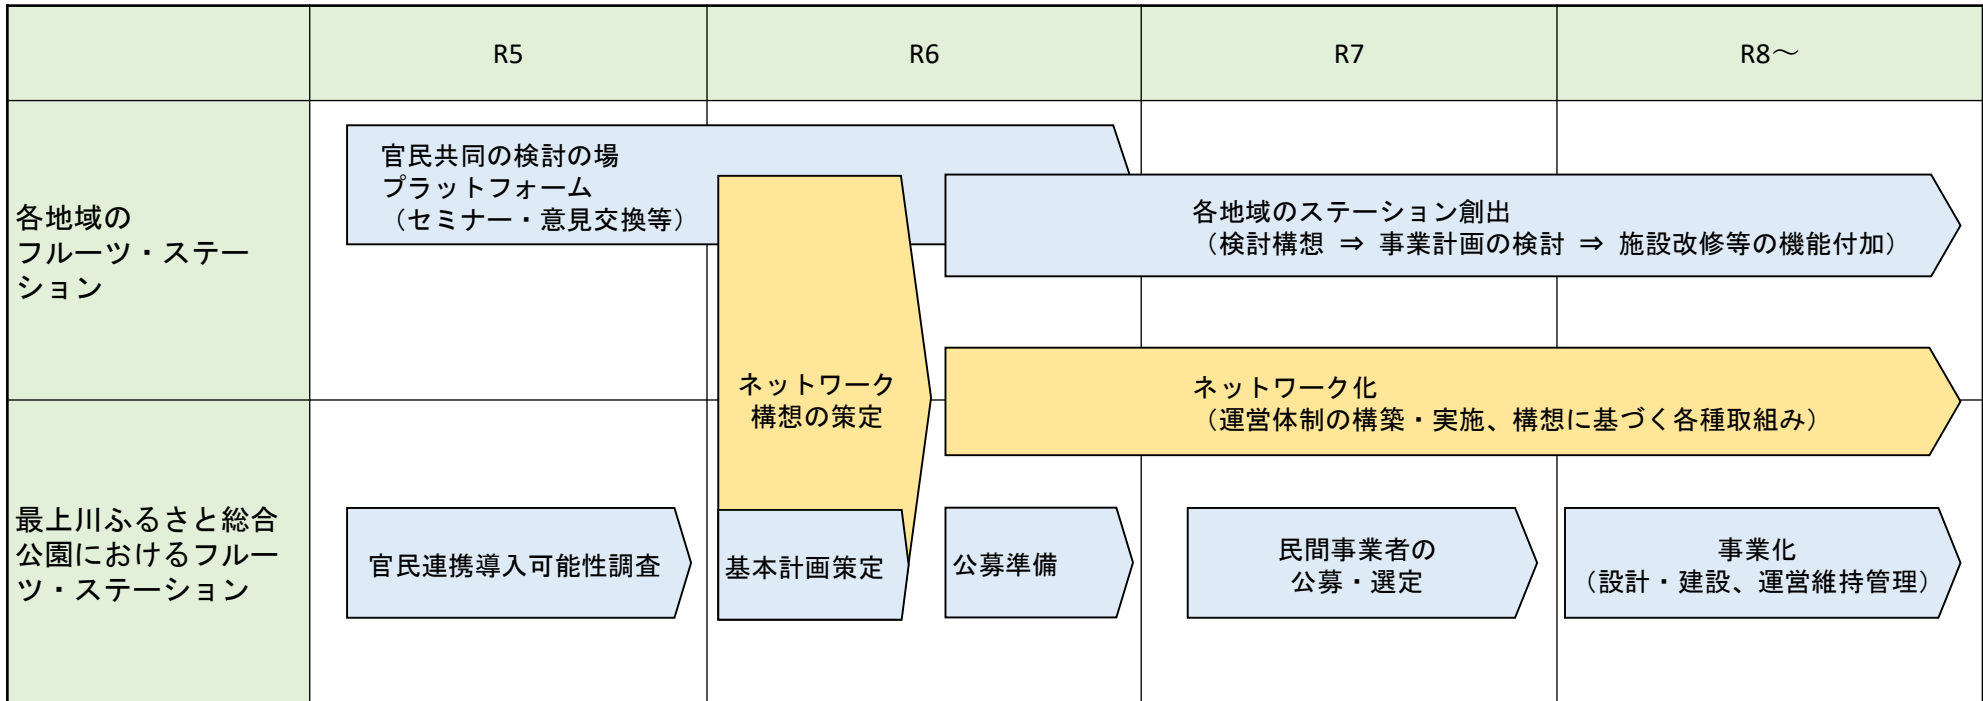 R5
R6
R7
R8～
各地域の
フルーツ・ステー
ション
官民共同の検討の場
プラットフォーム
（セミナー・意見交換等）
各地域のステーション創出
（検討構想 ⇒ 事業計画の検討 ⇒ 施設改修等の機能付加）
ネットワーク
構想の策定
ネットワーク化
（運営体制の構築・実施、構想に基づく各種取組み）
最上川ふるさと総合
公園におけるフルー
ツ・ステーション
官民連携導入可能性調査
基本計画策定
公募準備
民間事業者の
公募・選定
事業化
（設計・建設、運営維持管理）